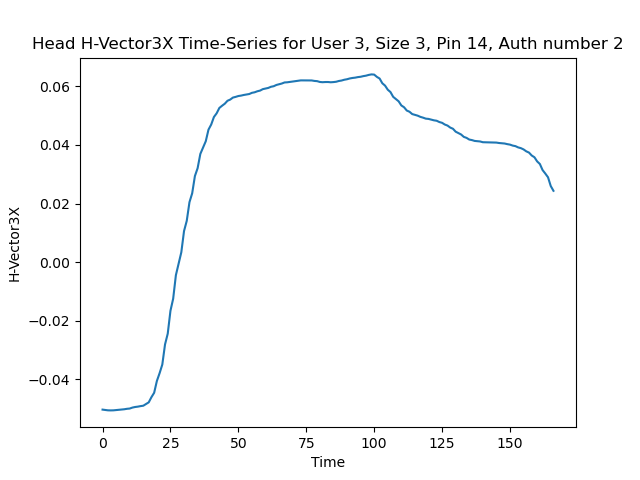 Head H-Vector3X Time-Series for User 3, Size 3, Pin 14, Auth number 2
H-Vector3X
0.06
0.04
0.02
0.00
−0.02
−0.04
0 25 50 75 100 125 150
Time